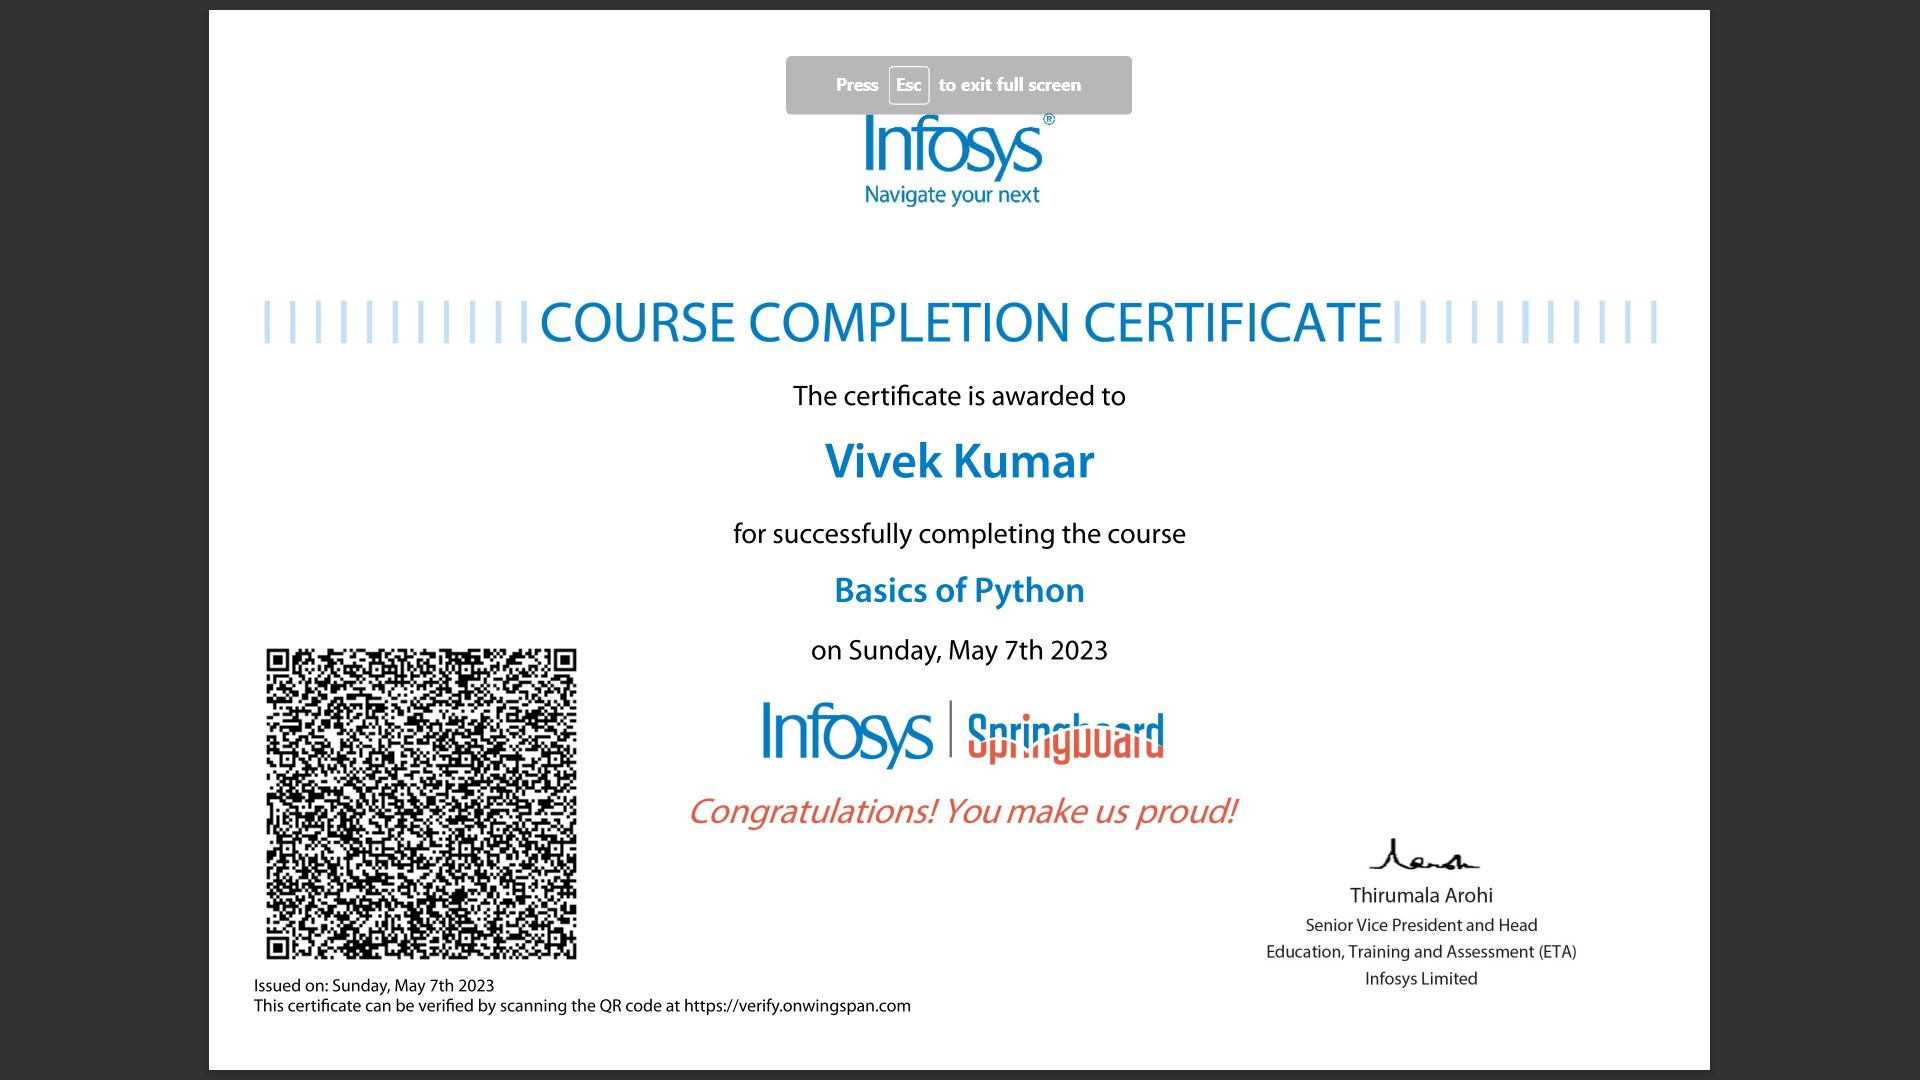 Press Esc to exit full screen
Infosys®
Navigate your next
COURSE COMPLETION CERTIFICATE
The certificate is awarded to
Vivek Kumar
for successfully completing the course
Basics of Python
on Sunday, May 7th 2023
Infosys | Springboard
Congratulations! You make us proud!
Thirumala Arohi
Senior Vice President and Head
Education, Training and Assessment (ETA)
Infosys Limited
Issued on: Sunday, May 7th 2023
This certificate can be verified by scanning the QR code at https://verify.onwingspan.com